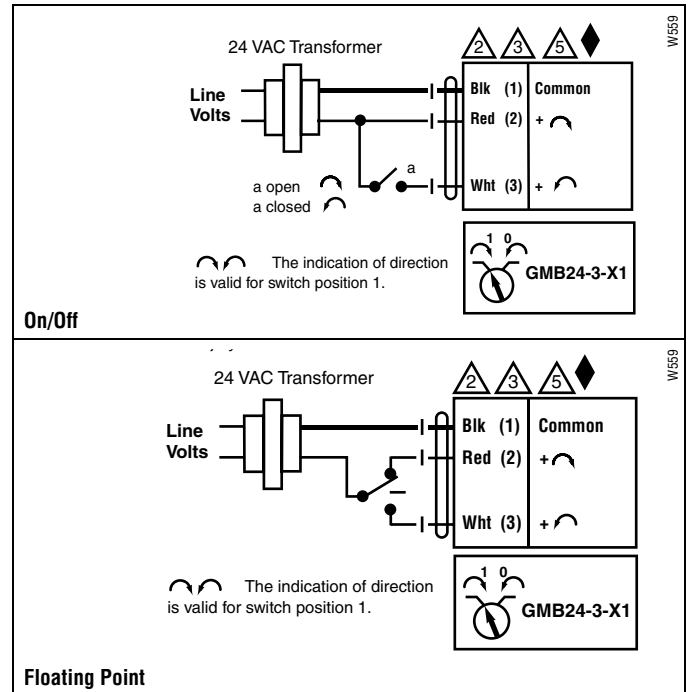 W559
24 VAC Transformer
2 3 5
Line
Volts
Blk (1) Common
Red (2) +
a
Wht (3) +
a open
a closed
The indication of direction
is valid for switch position 1.
1 0
GMB24-3-X1
On/Off
W559
24 VAC Transformer
2 3 5
Line
Volts
Blk (1) Common
Red (2) +
Wht (3) +
The indication of direction
is valid for switch position 1.
1 0
GMB24-3-X1
Floating Point